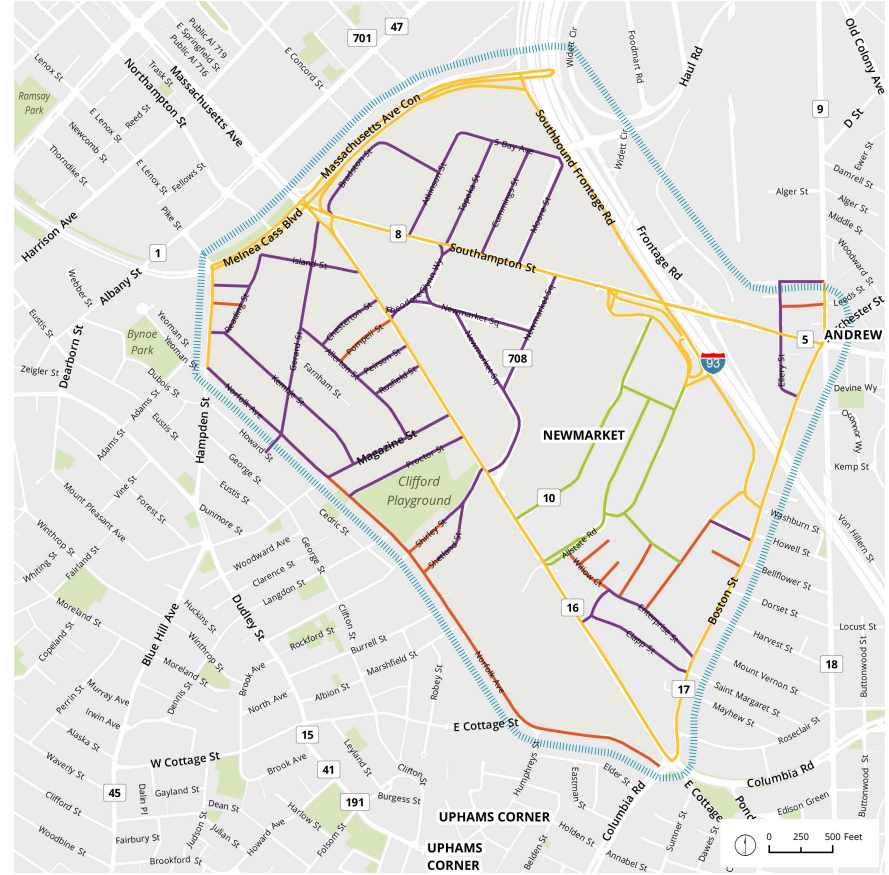 47
701
Public Al 719
E Springfield St
Public Al 716
Trask St
Northampton St
Massachusetts Ave
E Concord St
Lenox St
Ramsay
Park
Reed St
E Lenox St
Newcomb St
Thorndike St
E Lenox St
Fellows St
Pike St
Harrison Ave
1
Albany St
Webber St
Widett Cir
Foodmart Rd
Haul Rd
Old Colony Ave
9
D St
Ewer St
Damrell St
Alger St
Alger St
Middle St
Woodward St
Leeds St
Widett Cir
Massachusetts Ave Con
Southbound Frontage Rd
Frontage Rd
Bradston St
S Bay Ave
Atkinson St
Topeka St
Cummings St
Moore St
Melnea Cass Blvd
8
Southampton St
Island St
Theodore Glynn Wy
Newmarket Sq
Newmarket Sq
Newmarket Sq
708
Reading St
Gerard St
Chesterton St
Pompeii St
Allerton St
Farnham St
Kemble St
Norfolk Ave
Magazine St
Proctor St
Clifford
Playground
NEWMARKET
10
93
5
ANDREW
Ellery St
Devine Wy
O'Connor Wy
Kemp St
Eustis St
Dearborn St
Bynoe
Park
Yeoman St
Yeoman St
Zeigler St
Dubois St
Adams St
Eustis St
Adams St
Hampden St
Howard St
George St
Eustis St
Dunmore St
Vine St
Forest St
Mount Pleasant Ave
Winthrop St
Whiting St
Fairland St
Moreland St
Copeland St
Cedric St
Woodward Ave
George St
Clarence St
Langdon St
Shirley St
Shetland St
Allstate Rd
Willow Ct
16
Enterprise St
Clapp St
Boston St
Washburn St
Howell St
Bellflower St
Dorset St
Harvest St
Mount Vernon St
Saint Margaret St
Mayhew St
Roseclair St
Von Hillern St
Locust St
Buttonwood St
18
17
Blue Hill Ave
Huckins St
Dudley St
Winthrop St
Moreland St
Dennis St
Clifton St
Rockford St
Burrell St
Marshfield St
Brook Ave
North Ave
Albion St
Robey St
Norfolk Ave
E Cottage St
Perrin St
Murray Ave
Irwin Ave
Alaska St
Waverly St
Clifford St
Woodbine St
W Cottage St
15
41
191
45
Brook Ave
Leyland St
Clifton St
Burgess St
Dalin Pl
Gayland St
Dean St
Judson St
Julian St
Howard Ave
Harlow St
Folsom St
Fairbury St
Brookford St
UPHAMS CORNER
UPHAMS
CORNER
Humphreys St
Eastman St
Elder St
Columbia Rd
Belden St
Holden St
Annabel St
Sumner St
Dawes St
E Cottage
Pond
Columbia Rd
Edison Green
Buttonwood St
0 250 500 Feet